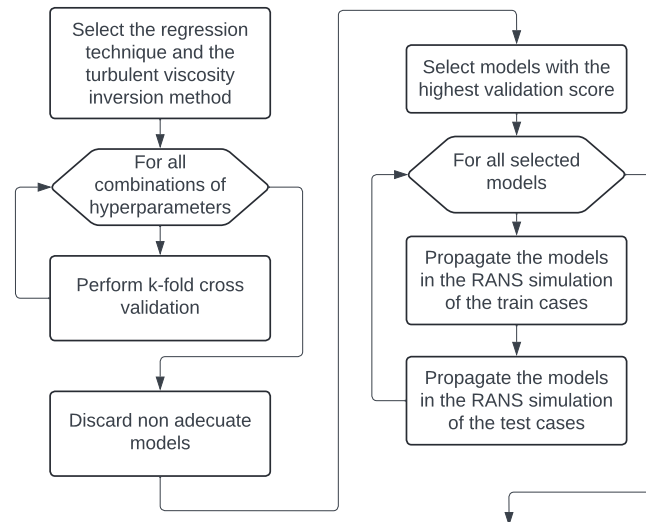 Select the regression
technique and the
turbulent viscosity
inversion method
For all
combinations of
hyperparameters
Perform k-fold cross
validation
Discard non adequate
models
Select models with the
highest validation score
For all selected
models
Propagate the models
in the RANS simulation
of the train cases
Propagate the models
in the RANS simulation
of the test cases